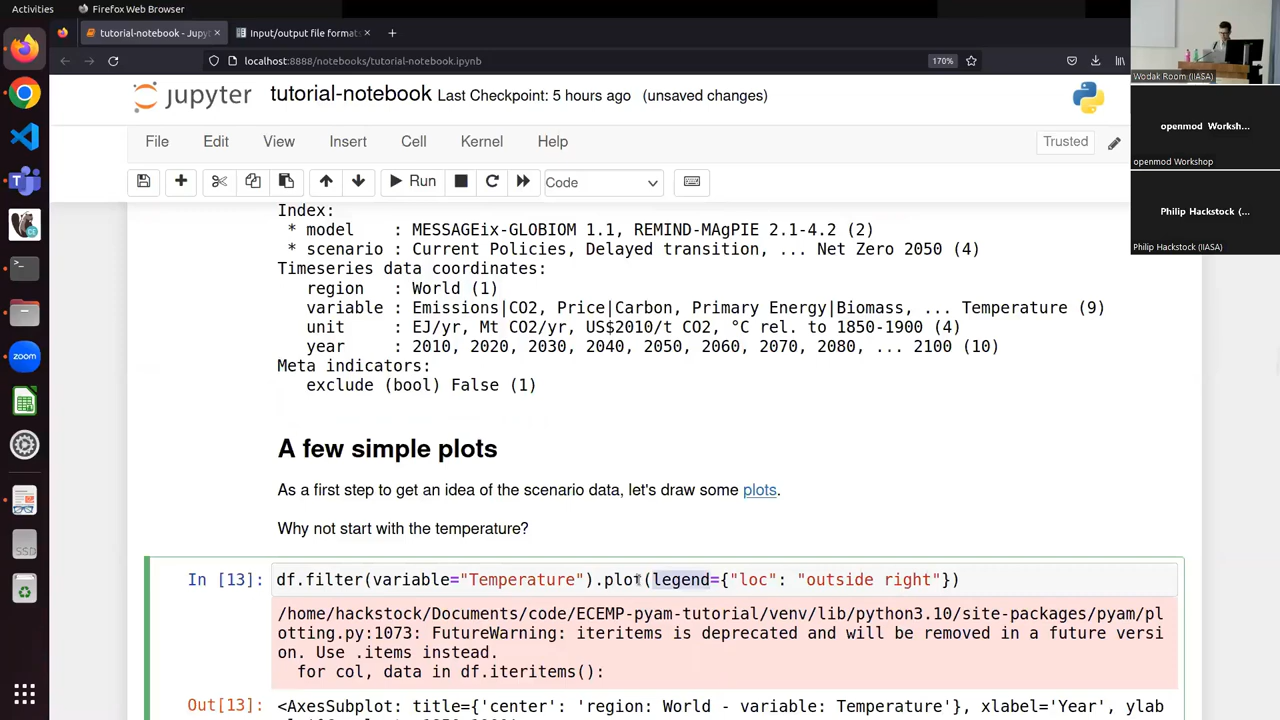 Activities
Firefox Web Browser
tutorial-notebook - Jupyt
Input/output file formats
localhost:8888/notebooks/tutorial-notebook.ipynb
170%
jupyter
tutorial-notebook Last Checkpoint: 5 hours ago (unsaved changes)
File Edit View Insert Cell Kernel Help
Trusted
Run
Code
Index:
* model : MESSAGEix-GLOBIOM 1.1, REMIND-MAgPIE 2.1-4.2 (2)
* scenario : Current Policies, Delayed transition, ... Net Zero 2050 (4)
Timeseries data coordinates:
region : World (1)
variable : Emissions|CO2, Price|Carbon, Primary Energy|Biomass, ... Temperature (9)
unit : EJ/yr, Mt CO2/yr, US$2010/t CO2, °C rel. to 1850-1900 (4)
year : 2010, 2020, 2030, 2040, 2050, 2060, 2070, 2080, ... 2100 (10)
Meta indicators:
exclude (bool) False (1)
A few simple plots
As a first step to get an idea of the scenario data, let's draw some plots.
Why not start with the temperature?
In [13]: df.filter(variable="Temperature").plot(legend={"loc": "outside right"})
/home/hackstock/Documents/code/ECEMP-pyam-tutorial/venv/lib/python3.10/site-packages/pyam/pl
otting.py:1073: FutureWarning: iteritems is deprecated and will be removed in a future versi
on. Use .items instead.
for col, data in df.iteritems():
Out[13]: <AxesSubplot: title={'center': 'region: World - variable: Temperature'}, xlabel='Year', ylab
Wodak Room (IIASA)
openmod Worksh...
openmod Workshop
Philip Hackstock (...
Philip Hackstock (IIASA)
SSD
zoom